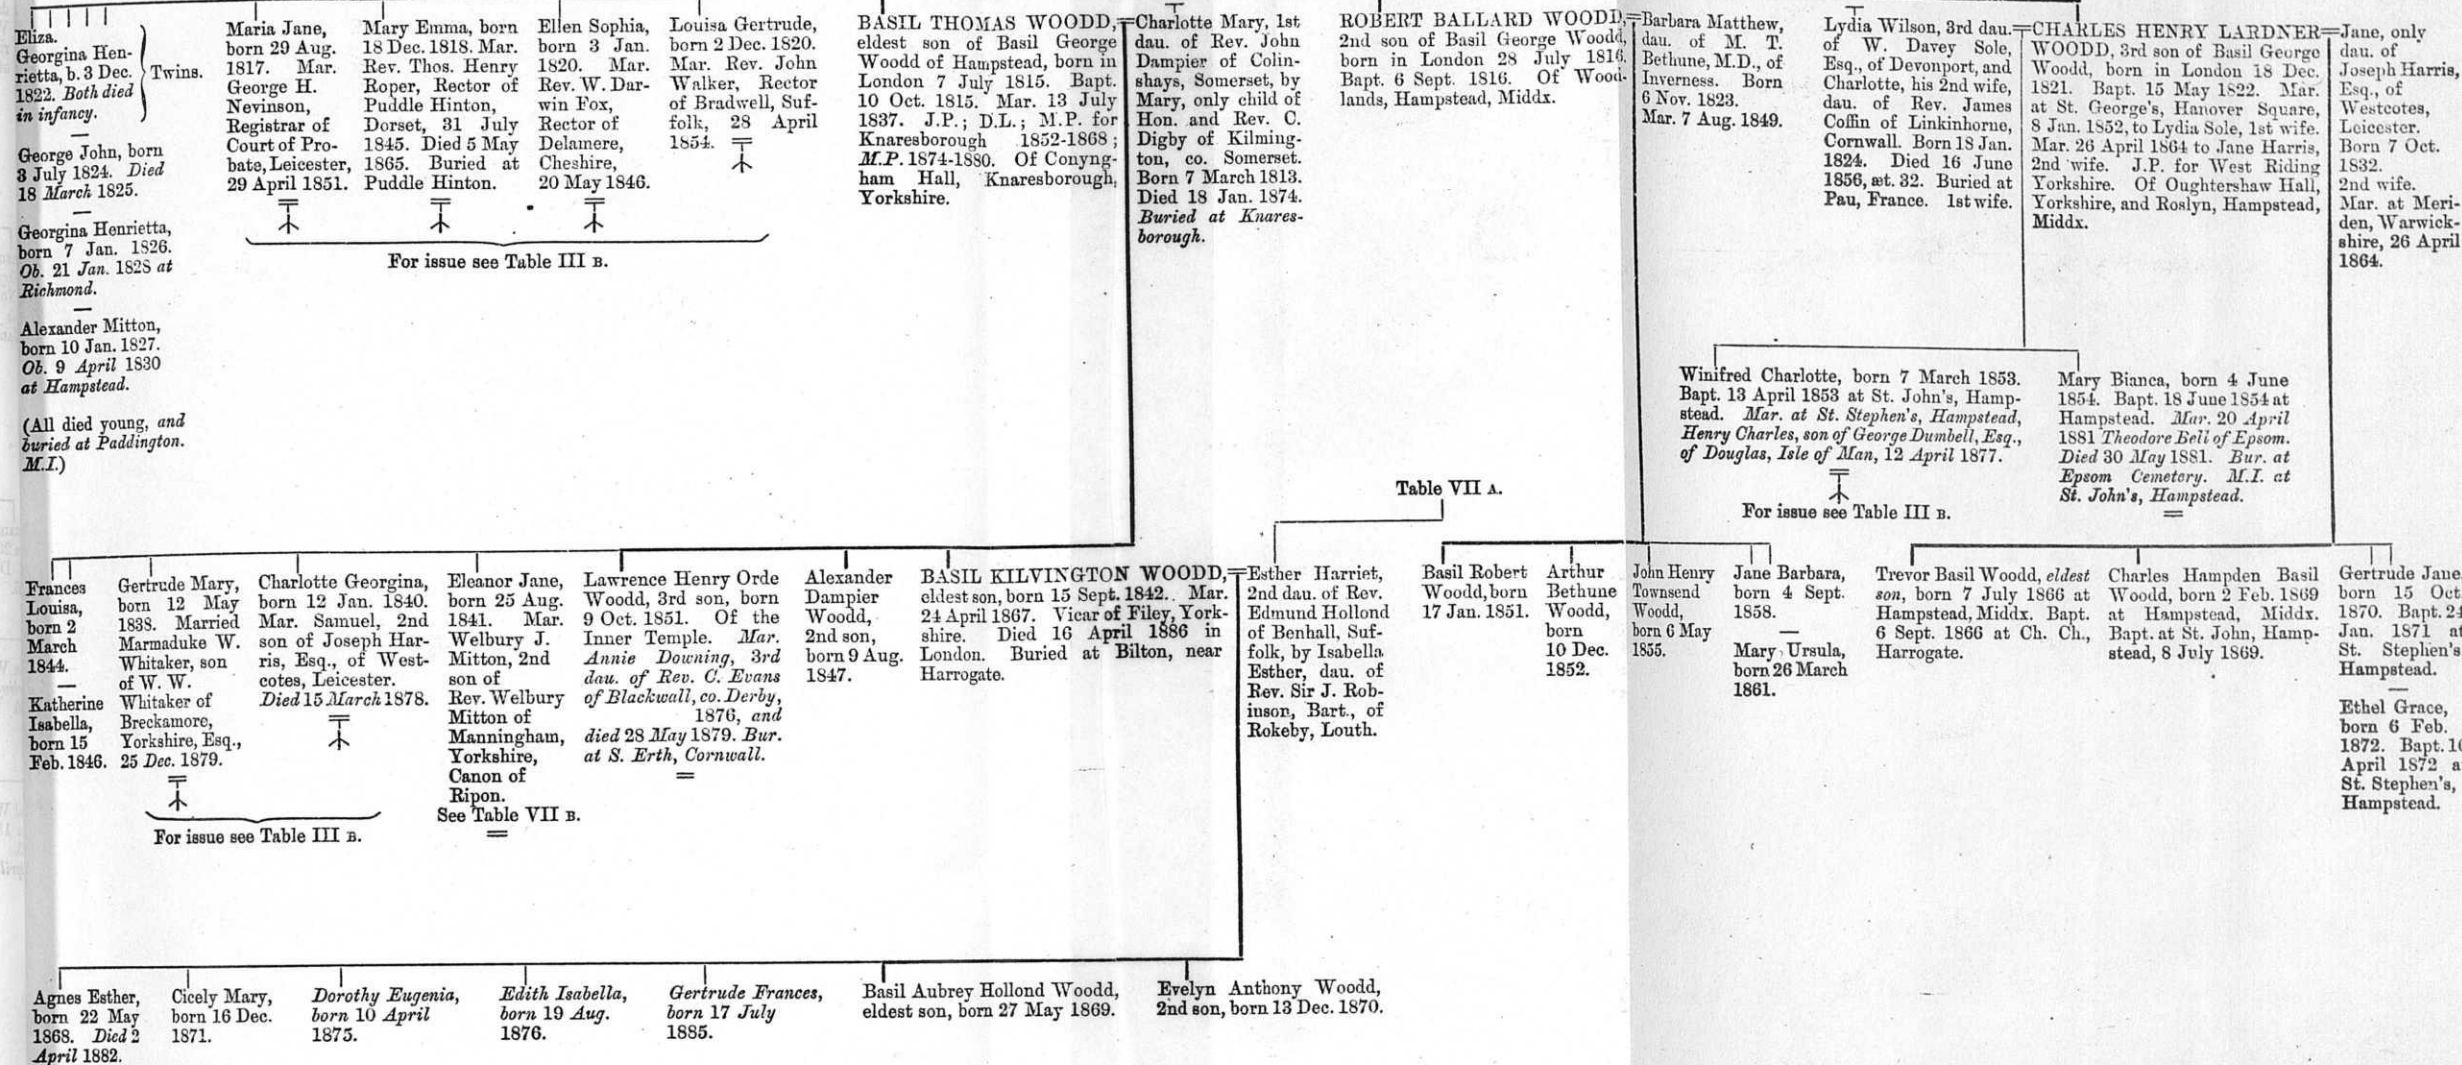 Eliza.
Georgina Hen-
rietta, b. 3 Dec.
1822. Both died
in infancy.
Twins.
George John, born
3 July 1824. Died
18 March 1825.
Georgina Henrietta,
born 7 Jan. 1826.
Ob. 21 Jan. 1828 at
Richmond.
Alexander Mitton,
born 10 Jan. 1827.
Ob. 9 April 1830
at Hampstead.
(All died young, and
buried at Paddington.
M.I.)
Maria Jane,
born 29 Aug.
1817. Mar.
George H.
Nevinson,
Registrar of
Court of Pro-
bate, Leicester,
29 April 1851.
Mary Emma, born
18 Dec. 1818. Mar.
Rev. Thos. Henry
Roper, Rector of
Puddle Hinton,
Dorset, 31 July
1845. Died 5 May
1865. Buried at
Puddle Hinton.
Ellen Sophia,
born 3 Jan.
1820. Mar.
Rev. W. Dar-
win Fox,
Rector of
Delamere,
Cheshire,
20 May 1846.
Louisa Gertrude,
born 2 Dec. 1820.
Mar. Rev. John
Walker, Rector
of Bradwell, Suf-
folk, 28 April
1854.
For issue see Table III B.
BASIL THOMAS WOODD,
eldest son of Basil George
Woodd of Hampstead, born in
London 7 July 1815. Bapt.
10 Oct. 1815. Mar. 13 July
1837. J.P.; D.L.; M.P. for
Knaresborough 1852-1868;
M.P. 1874-1880. Of Conyng-
ham Hall, Knaresborough,
Yorkshire.
=Charlotte Mary, 1st
dau. of Rev. John
Dampier of Colin-
shays, Somerset, by
Mary, only child of
Hon. and Rev. C.
Digby of Kilming-
ton, co. Somerset.
Born 7 March 1813.
Died 18 Jan. 1874.
Buried at Knares-
borough.
ROBERT BALLARD WOODD,
2nd son of Basil George Woodd,
born in London 28 July 1816.
Bapt. 6 Sept. 1816. Of Wood-
lands, Hampstead, Middx.
=Barbara Matthew,
dau. of M. T.
Bethune, M.D., of
Inverness. Born
6 Nov. 1823.
Mar. 7 Aug. 1849.
Lydia Wilson, 3rd dau.
of W. Davey Sole,
Esq., of Devonport, and
Charlotte, his 2nd wife,
dau. of Rev. James
Coffin of Linkinhorne,
Cornwall. Born 18 Jan.
1824. Died 16 June
1856, æt. 32. Buried at
Pau, France. 1st wife.
=CHARLES HENRY LARDNER
WOODD, 3rd son of Basil George
Woodd, born in London 18 Dec.
1821. Bapt. 15 May 1822. Mar.
at St. George's, Hanover Square,
8 Jan. 1852, to Lydia Sole, 1st wife.
Mar. 26 April 1864 to Jane Harris,
2nd wife. J.P. for West Riding
Yorkshire. Of Oughtershaw Hall,
Yorkshire, and Roslyn, Hampstead,
Middx.
=Jane, only
dau. of
Joseph Harris,
Esq., of
Westcotes,
Leicester.
Born 7 Oct.
1832.
2nd wife.
Mar. at Meri-
den, Warwick-
shire, 26 April
1864.
Winifred Charlotte, born 7 March 1853.
Bapt. 13 April 1853 at St. John's, Hamp-
stead. Mar. at St. Stephen's, Hampstead,
Henry Charles, son of George Dumbell, Esq.,
of Douglas, Isle of Man, 12 April 1877.
For issue see Table III B.
Mary Bianca, born 4 June
1854. Bapt. 18 June 1854 at
Hampstead. Mar. 20 April
1881 Theodore Bell of Epsom.
Died 30 May 1881. Bur. at
Epsom Cemetery. M.I. at
St. John's, Hampstead.
Table VII A.
Frances
Louisa,
born 2
March
1844.
Katherine
Isabella,
born 15
Feb. 1846.
Gertrude Mary,
born 12 May
1838. Married
Marmaduke W.
Whitaker, son
of W. W.
Whitaker of
Breckamore,
Yorkshire, Esq.,
25 Dec. 1879.
Charlotte Georgina,
born 12 Jan. 1840.
Mar. Samuel, 2nd
son of Joseph Har-
ris, Esq., of West-
cotes, Leicester.
Died 15 March 1878.
For issue see Table III B.
Eleanor Jane,
born 25 Aug.
1841. Mar.
Welbury J.
Mitton, 2nd
son of
Rev. Welbury
Mitton of
Manningham,
Yorkshire,
Canon of
Ripon.
See Table VII B.
Lawrence Henry Orde
Woodd, 3rd son, born
9 Oct. 1851. Of the
Inner Temple. Mar.
Annie Downing, 3rd
dau. of Rev. C. Evans
of Blackwall, co. Derby,
1876, and
died 28 May 1879. Bur.
at S. Erth, Cornwall.
Alexander
Dampier
Woodd,
2nd son,
born 9 Aug.
1847.
BASIL KILVINGTON WOODD,
eldest son, born 15 Sept. 1842. Mar.
24 April 1867. Vicar of Filey, York-
shire. Died 16 April 1886 in
London. Buried at Bilton, near
Harrogate.
=Esther Harriet,
2nd dau. of Rev.
Edmund Hollond
of Benhall, Suf-
folk, by Isabella
Esther, dau. of
Rev. Sir J. Rob-
inson, Bart., of
Rokeby, Louth.
Basil Robert
Woodd, born
17 Jan. 1851.
Arthur
Bethune
Woodd,
born
10 Dec.
1852.
John Henry
Townsend
Woodd,
born 6 May
1855.
Jane Barbara,
born 4 Sept.
1858.
Mary Ursula,
born 26 March
1861.
Trevor Basil Woodd, eldest
son, born 7 July 1866 at
Hampstead, Middx. Bapt.
6 Sept. 1866 at Ch. Ch.,
Harrogate.
Charles Hampden Basil
Woodd, born 2 Feb. 1869
at Hampstead, Middx.
Bapt. at St. John, Hamp-
stead, 8 July 1869.
Gertrude Jane
born 15 Oct
1870. Bapt. 24
Jan. 1871 at
St. Stephen's
Hampstead.
Ethel Grace,
born 6 Feb.
1872. Bapt. 1
April 1872 a
St. Stephen's,
Hampstead.
Agnes Esther,
born 22 May
1868. Died 2
April 1882.
Cicely Mary,
born 16 Dec.
1871.
Dorothy Eugenia,
born 10 April
1875.
Edith Isabella,
born 19 Aug.
1876.
Gertrude Frances,
born 17 July
1885.
Basil Aubrey Hollond Woodd,
eldest son, born 27 May 1869.
Evelyn Anthony Woodd,
2nd son, born 13 Dec. 1870.